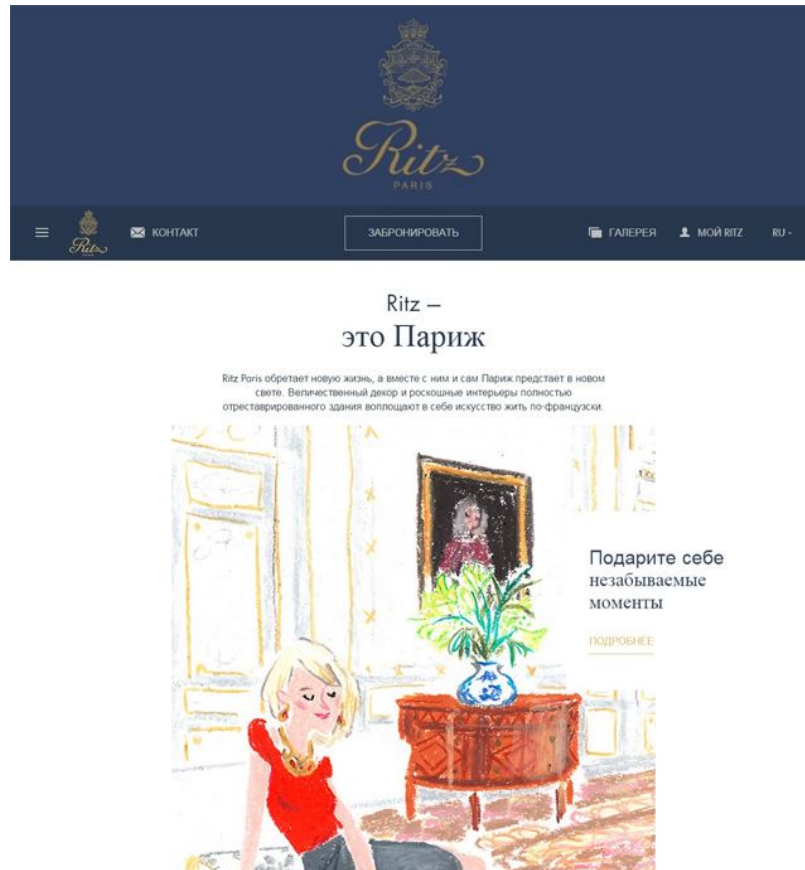 Ritz
PARIS
Ritz
КОНТАКТ
ЗАБРОНИРОВАТЬ
ГАЛЕРЕЯ
МОЙ RITZ
RU
Ritz –
это Париж
Ritz Paris обретает новую жизнь, а вместе с ним и сам Париж предстает в новом
свете. Величественный декор и роскошные интерьеры полностью
отреставрированного здания воплощают в себе искусство жить по-французски.
Подарите себе
незабываемые
моменты
ПОДРОБНЕЕ